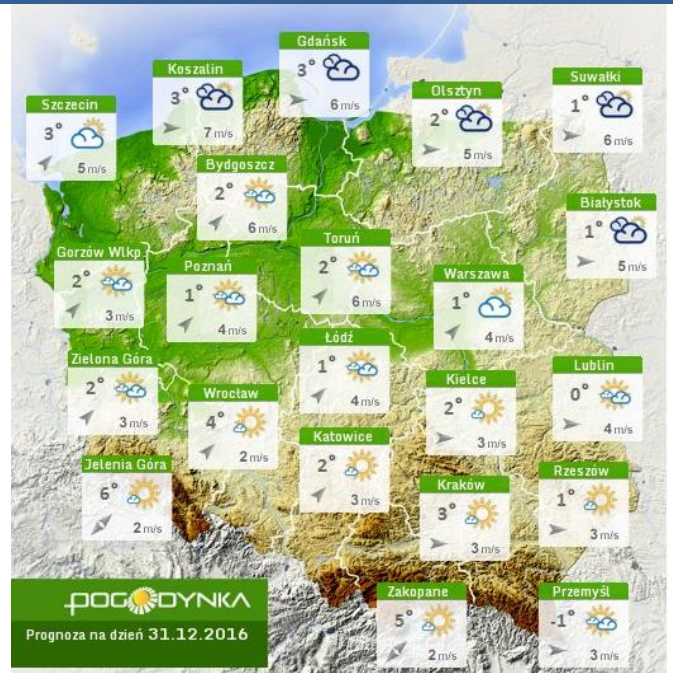 Gdańsk
3°
6 m/s
Koszalin
3°
7 m/s
Szczecin
3°
5 m/s
Olsztyn
2°
5 m/s
Suwałki
1°
6 m/s
Bydgoszcz
2°
6 m/s
Białystok
1°
5 m/s
Gorzów Wlkp.
2°
3 m/s
Poznań
1°
4 m/s
Toruń
2°
6 m/s
Warszawa
1°
4 m/s
Zielona Góra
2°
3 m/s
Wrocław
4°
2 m/s
Łódź
1°
4 m/s
Kielce
2°
3 m/s
Lublin
0°
4 m/s
Jelenia Góra
6°
2 m/s
Katowice
2°
3 m/s
Kraków
3°
3 m/s
Rzeszów
1°
3 m/s
Zakopane
5°
2 m/s
Przemyśl
-1°
3 m/s
POGODYNKA
Prognoza na dzień 31.12.2016